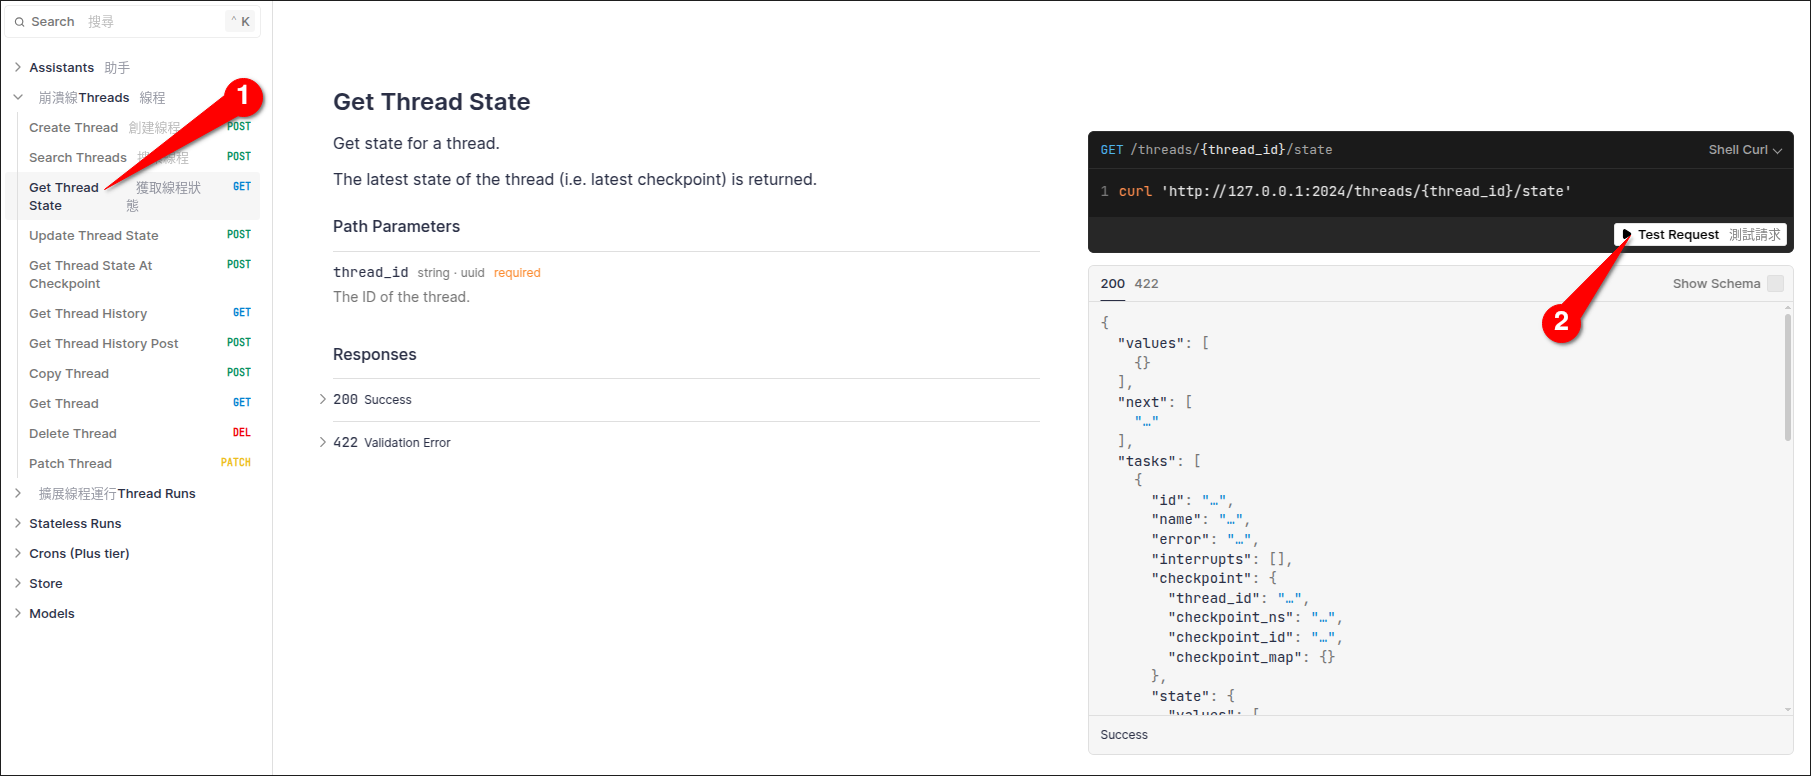 Search 搜尋 ^ K
Assistants 助手
崩潰線Threads 線程
1
Create Thread 創建線程 POST
Search Threads 線程 POST
Get Thread 獲取線程狀 GET
State 態
Update Thread State POST
Get Thread State At POST
Checkpoint
Get Thread History GET
Get Thread History Post POST
Copy Thread POST
Get Thread GET
Delete Thread DEL
Patch Thread PATCH
擴展線程運行Thread Runs
Stateless Runs
Crons (Plus tier)
Store
Models
Get Thread State
Get state for a thread.
The latest state of the thread (i.e. latest checkpoint) is returned.
Path Parameters
thread_id string · uuid required
The ID of the thread.
Responses
200 Success
422 Validation Error
GET /threads/{thread_id}/state Shell Curl
1 curl 'http://127.0.0.1:2024/threads/{thread_id}/state'
Test Request 測試請求
2
200 422 Show Schema
{
"values": [
{}
],
"next": [
"…"
],
"tasks": [
{
"id": "…",
"name": "…",
"error": "…",
"interrupts": [],
"checkpoint": {
"thread_id": "…",
"checkpoint_ns": "…",
"checkpoint_id": "…",
"checkpoint_map": {}
},
"state": {
"values": [
Success